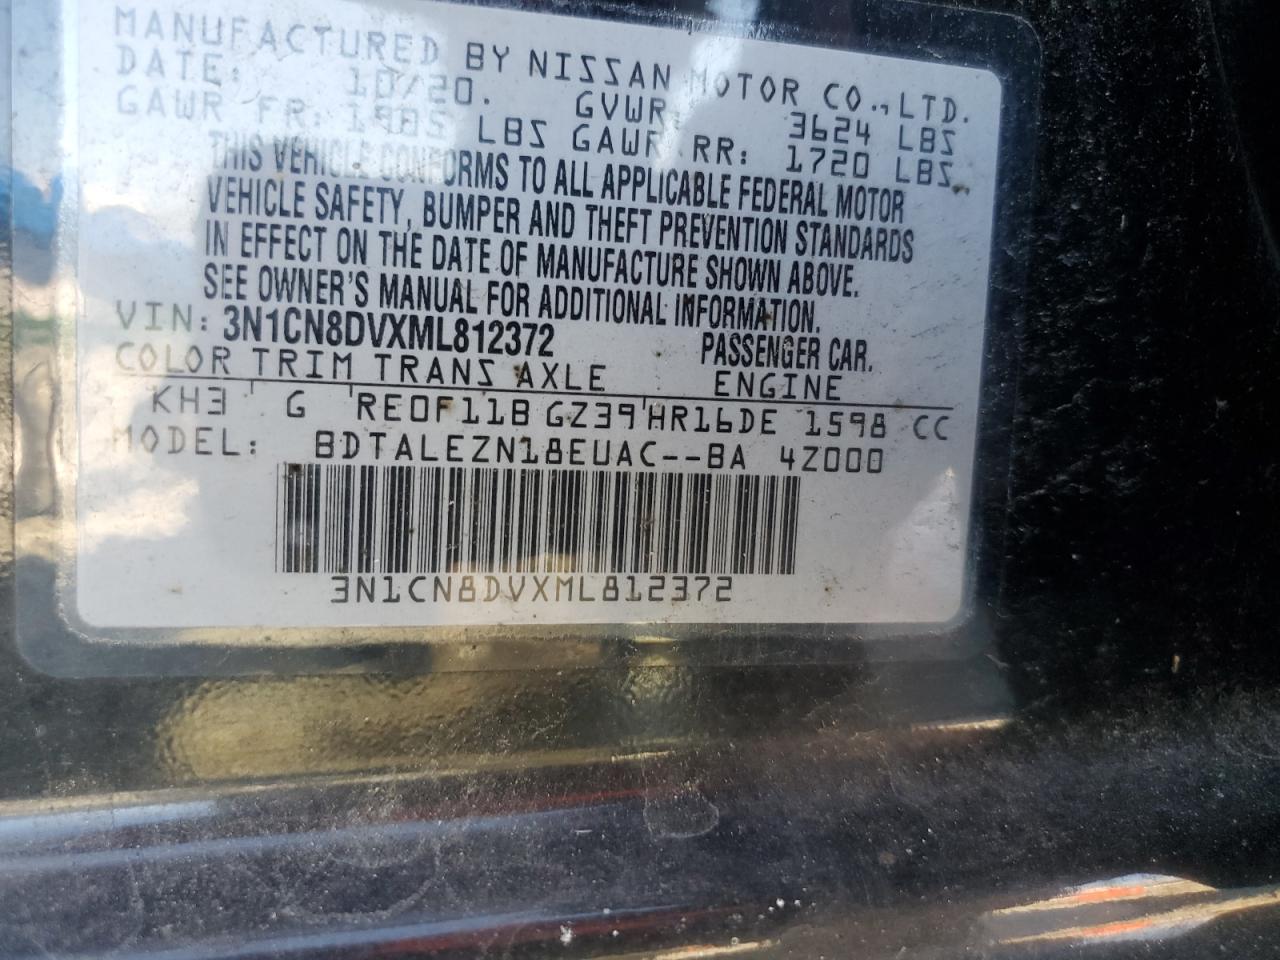 MANUFACTURED BY NISSAN MOTOR CO., LTD.
DATE: 10/20. GVWR: 3624 LBS
GAWR FR: 1985 LBS GAWR RR: 1720 LBS
THIS VEHICLE CONFORMS TO ALL APPLICABLE FEDERAL MOTOR
VEHICLE SAFETY, BUMPER AND THEFT PREVENTION STANDARDS
IN EFFECT ON THE DATE OF MANUFACTURE SHOWN ABOVE.
SEE OWNER'S MANUAL FOR ADDITIONAL INFORMATION.
VIN: 3N1CN8DVXML812372 PASSENGER CAR.
COLOR TRIM TRANS AXLE ENGINE
KH3 G RE0F11B GZ39 HR16DE 1598 CC
MODEL: BDTALEZN18EUAC--BA 4Z000
3N1CN8DVXML812372